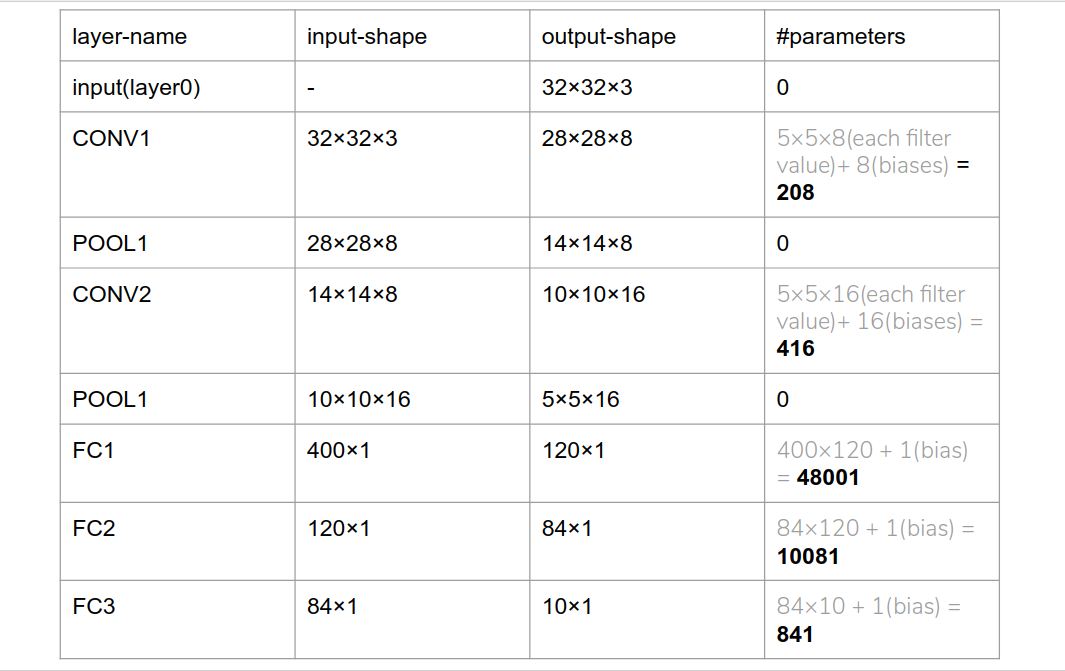 layer-name input-shape output-shape #parameters
input(layer0) - 32×32×3 0
CONV1 32×32×3 28×28×8 5×5×8(each filter
value)+ 8(biases) =
208
POOL1 28×28×8 14×14×8 0
CONV2 14×14×8 10×10×16 5×5×16(each filter
value)+ 16(biases) =
416
POOL1 10×10×16 5×5×16 0
FC1 400×1 120×1 400×120 + 1(bias)
= 48001
FC2 120×1 84×1 84×120 + 1(bias) =
10081
FC3 84×1 10×1 84×10 + 1(bias) =
841